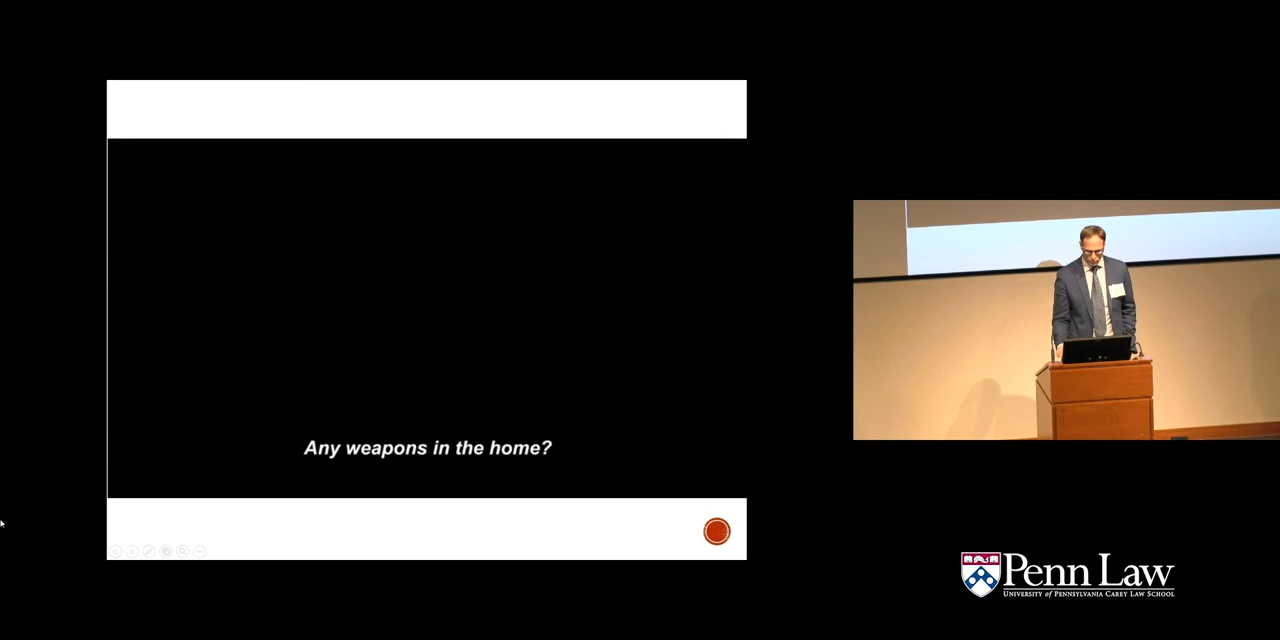 Any weapons in the home?
Penn Law
UNIVERSITY of PENNSYLVANIA CAREY LAW SCHOOL